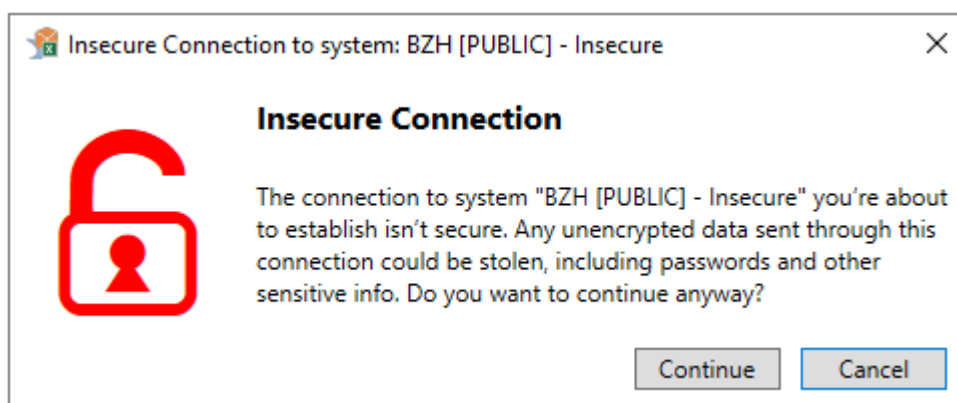 Insecure Connection to system: BZH [PUBLIC] - Insecure
Insecure Connection
The connection to system "BZH [PUBLIC] - Insecure" you're about
to establish isn't secure. Any unencrypted data sent through this
connection could be stolen, including passwords and other
sensitive info. Do you want to continue anyway?
Continue Cancel